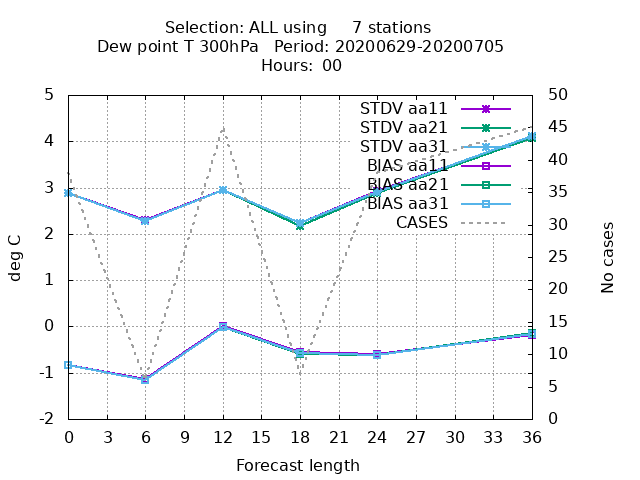 Selection: ALL using 7 stations
Dew point T 300hPa Period: 20200629-20200705
Hours: 00
5
4
3
2
1
0
-1
-2
deg C
50
45
40
35
30
25
20
15
10
5
0
No cases
STDV aa11
STDV aa21
STDV aa31
BIAS aa11
BIAS aa21
BIAS aa31
CASES
0 3 6 9 12 15 18 21 24 27 30 33 36
Forecast length